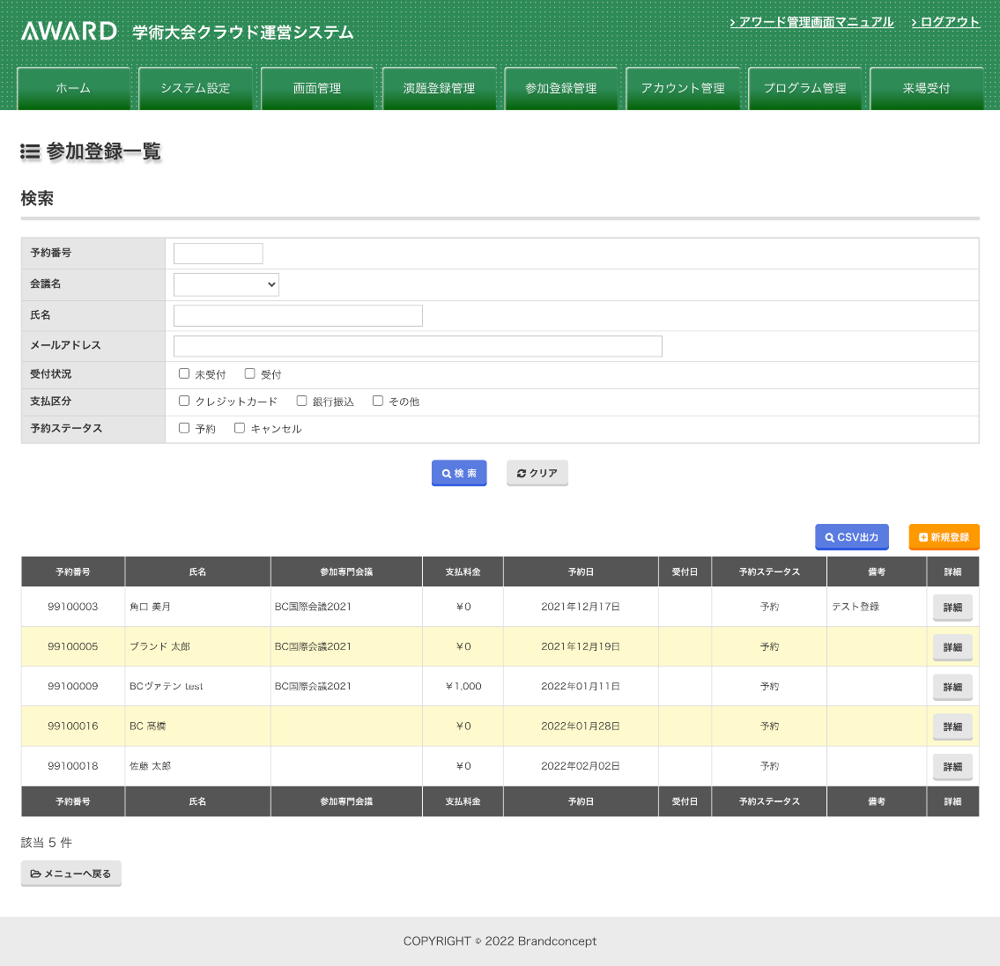 AWARD 学術大会クラウド運営システム
アワード管理画面マニュアル ログアウト
ホーム システム設定 画面管理 演題登録管理 参加登録管理 アカウント管理 プログラム管理 来場受付
参加登録一覧
検索
予約番号
会議名
氏名
メールアドレス
受付状況 未受付 受付
支払区分 クレジットカード 銀行振込 その他
予約ステータス 予約 キャンセル
検 索 クリア
CSV出力 新規登録
予約番号 氏名 参加専門会議 支払料金 予約日 受付日 予約ステータス 備考 詳細
99100003 角口 美月 BC国際会議2021 ￥0 2021年12月17日 予約 テスト登録 詳細
99100005 ブランド 太郎 BC国際会議2021 ￥0 2021年12月19日 予約 詳細
99100009 BCヴァテン test BC国際会議2021 ￥1,000 2022年01月11日 予約 詳細
99100016 BC 髙橋 ￥0 2022年01月28日 予約 詳細
99100018 佐藤 太郎 ￥0 2022年02月02日 予約 詳細
予約番号 氏名 参加専門会議 支払料金 予約日 受付日 予約ステータス 備考 詳細
該当 5 件
メニューへ戻る
COPYRIGHT © 2022 Brandconcept